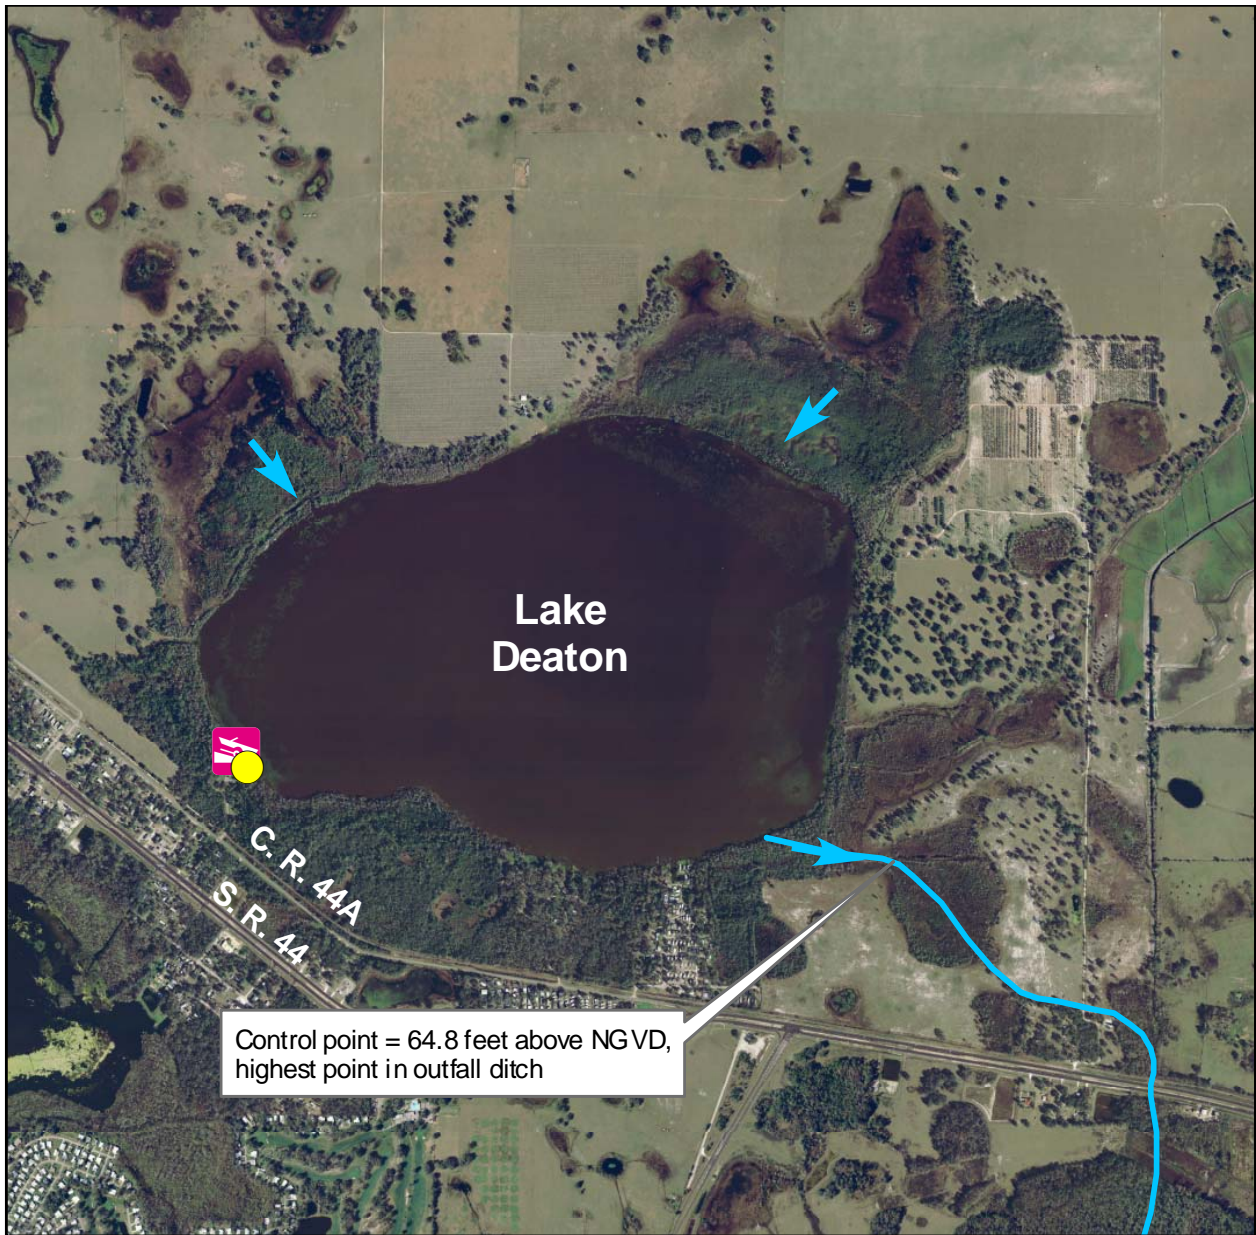 Lake
Deaton
C. R. 44A
S. R. 44
Control point = 64.8 feet above NGVD,
highest point in outfall ditch